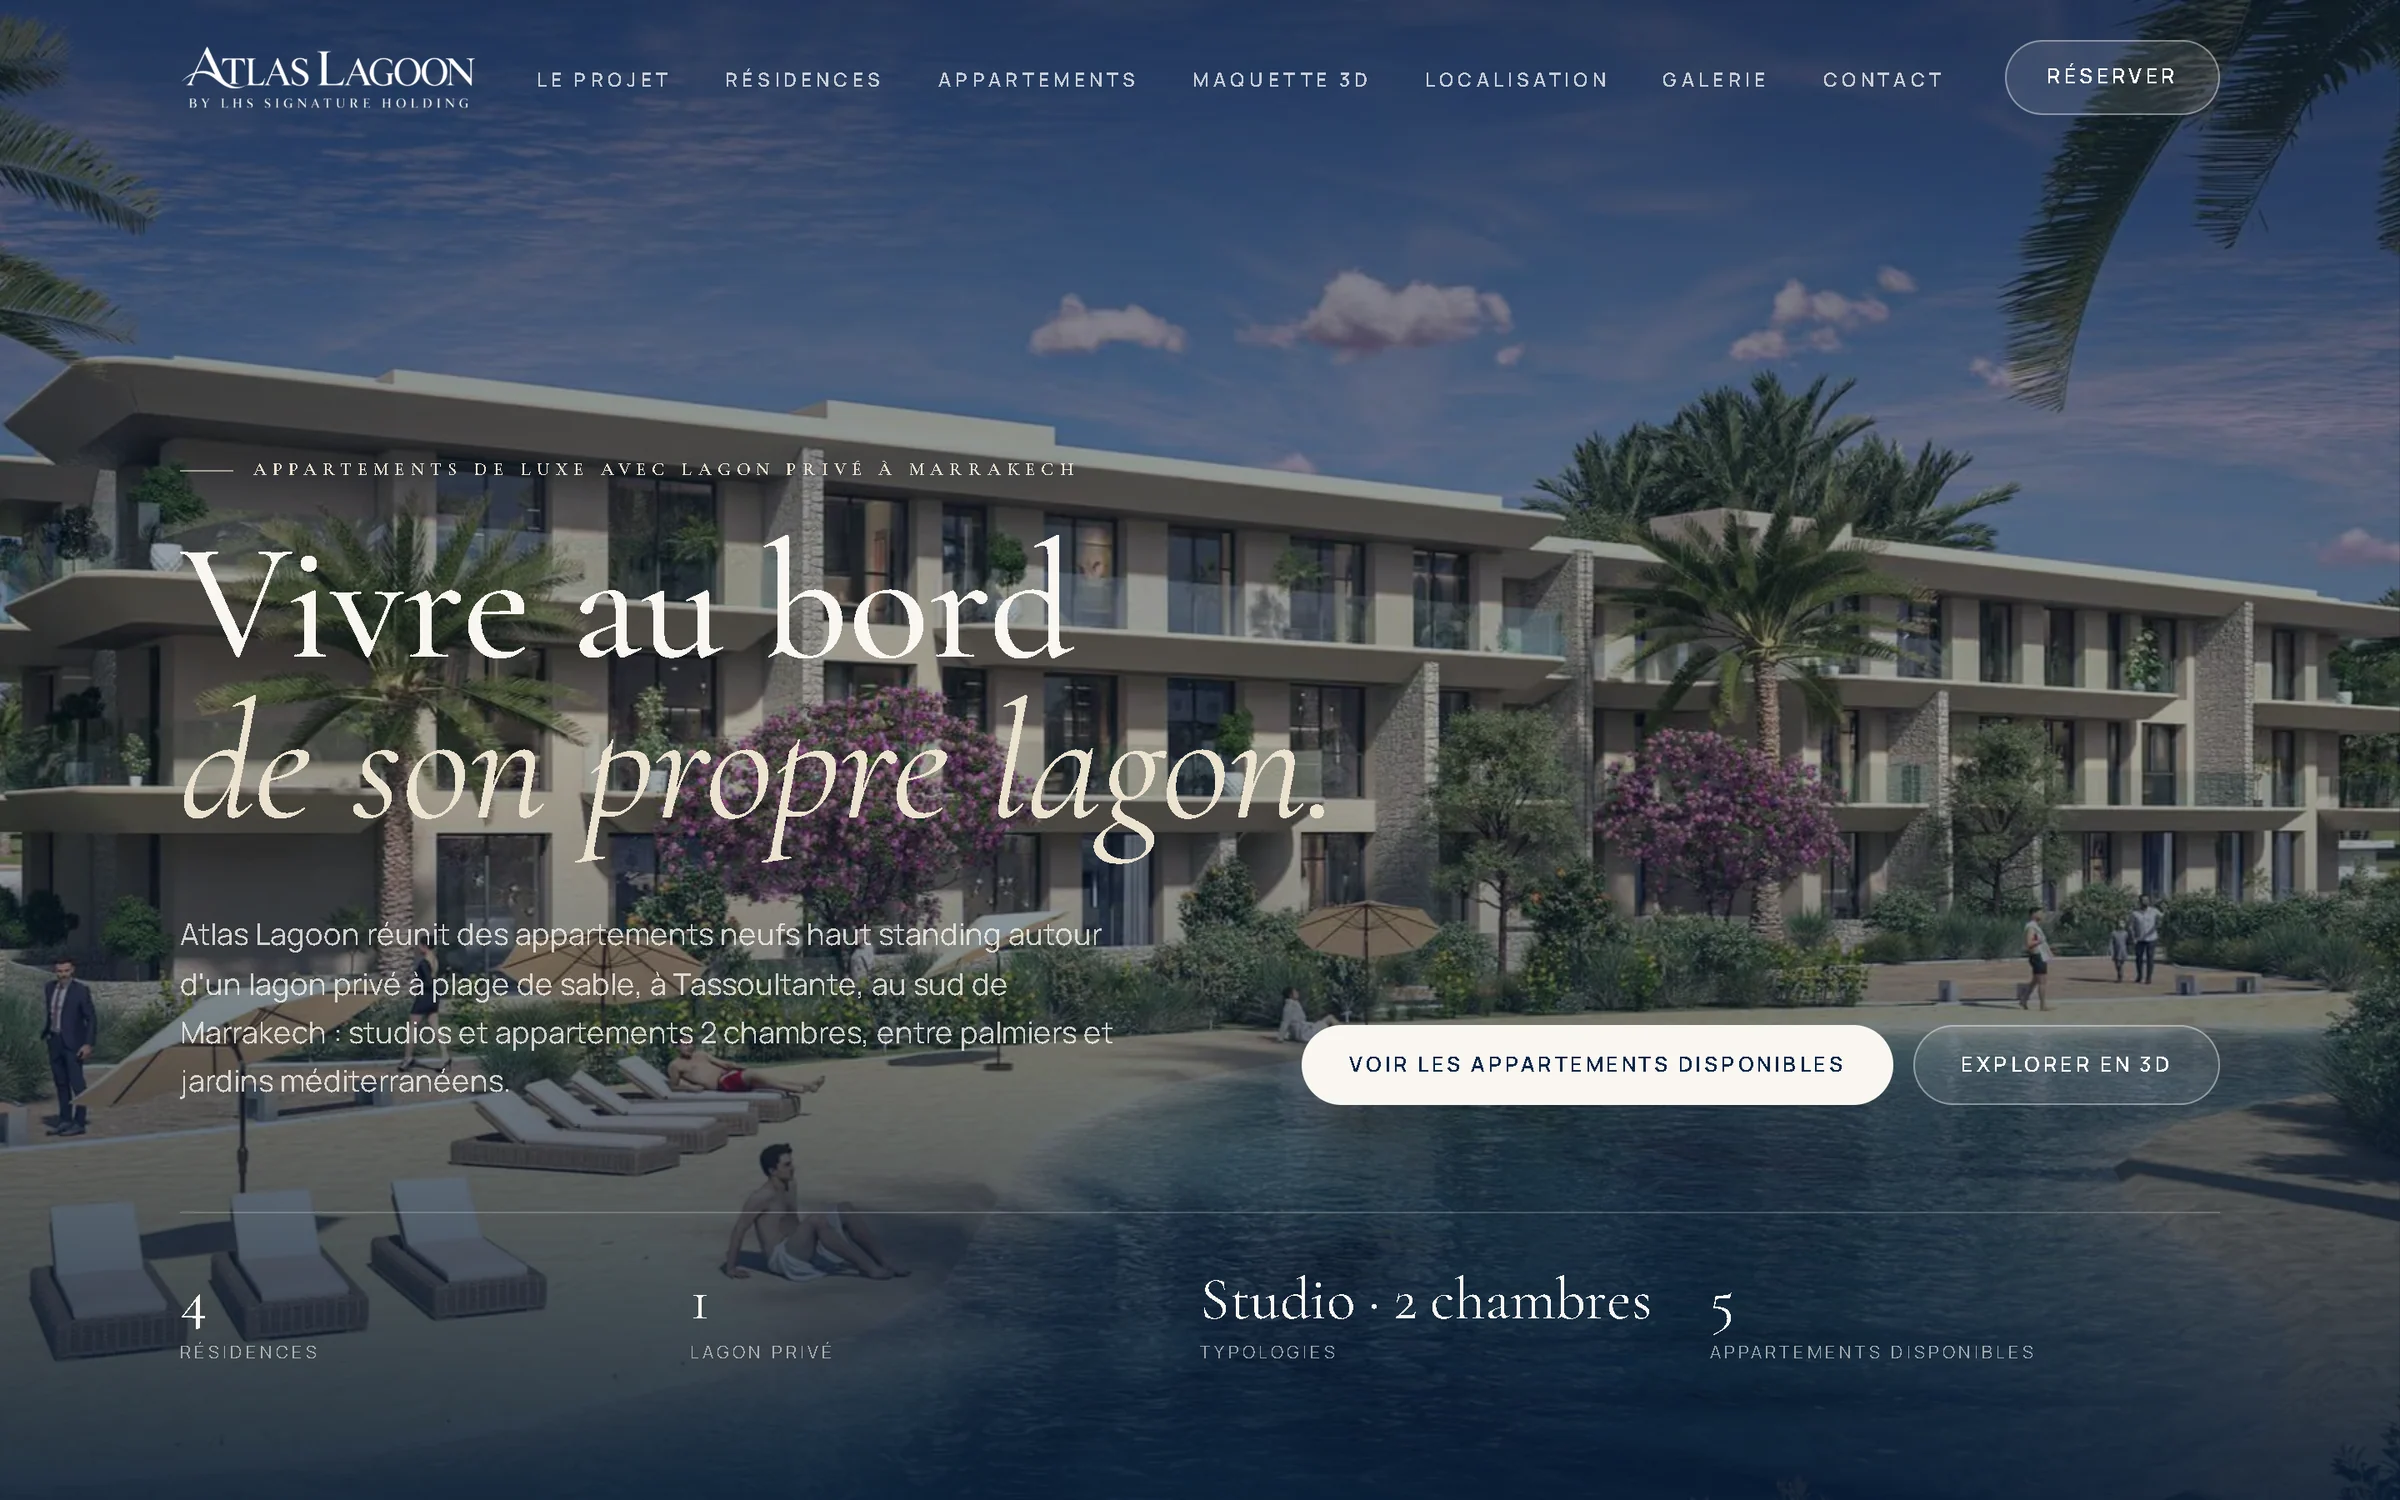 ATLAS LAGOON
BY LHS SIGNATURE HOLDING
LE PROJET
RÉSIDENCES
APPARTEMENTS
MAQUETTE 3D
LOCALISATION
GALERIE
CONTACT
RÉSERVER
APPARTEMENTS DE LUXE AVEC LAGON PRIVÉ À MARRAKECH
Vivre au bord
de son propre lagon.
Atlas Lagoon réunit des appartements neufs haut standing autour
d'un lagon privé à plage de sable, à Tassoultante, au sud de
Marrakech : studios et appartements 2 chambres, entre palmiers et
jardins méditerranéens.
VOIR LES APPARTEMENTS DISPONIBLES
EXPLORER EN 3D
4
RÉSIDENCES
1
LAGON PRIVÉ
Studio · 2 chambres
TYPOLOGIES
5
APPARTEMENTS DISPONIBLES